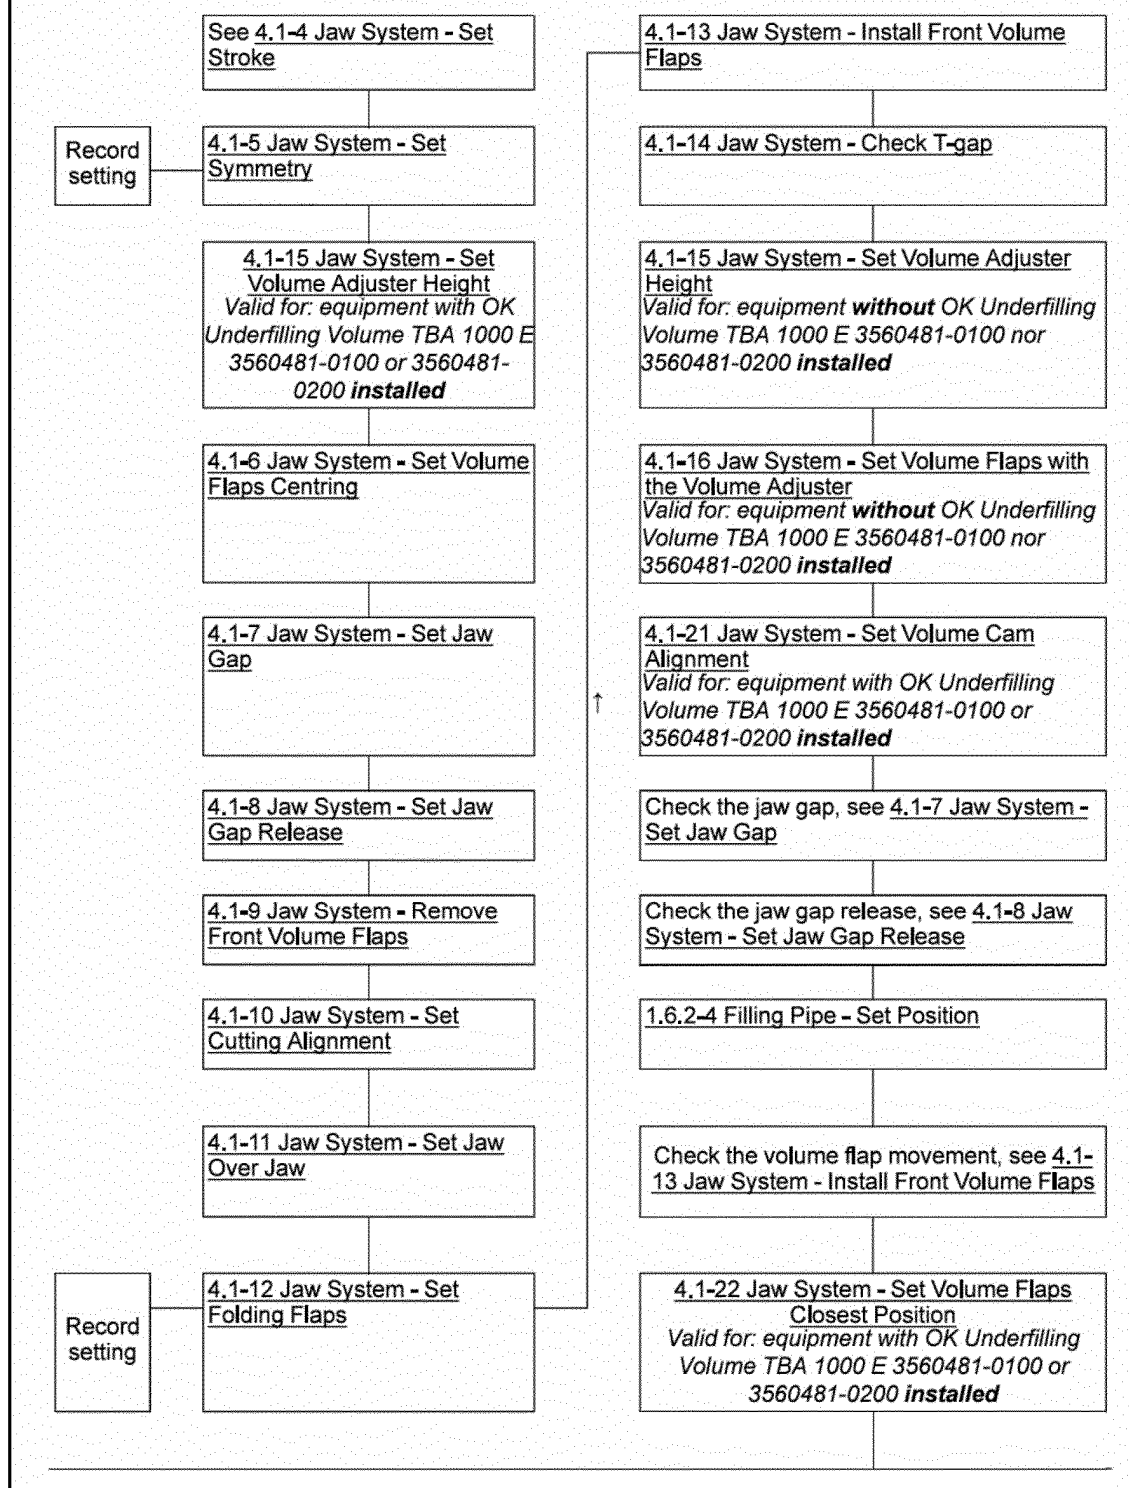 See 4.1-4 Jaw System - Set
Stroke
Record
setting
4.1-5 Jaw System - Set
Symmetry
4.1-15 Jaw System - Set
Volume Adjuster Height
Valid for: equipment with OK
Underfilling Volume TBA 1000 E
3560481-0100 or 3560481-
0200 installed
4.1-6 Jaw System - Set Volume
Flaps Centring
4.1-7 Jaw System - Set Jaw
Gap
4.1-8 Jaw System - Set Jaw
Gap Release
4.1-9 Jaw System - Remove
Front Volume Flaps
4.1-10 Jaw System - Set
Cutting Alignment
4.1-11 Jaw System - Set Jaw
Over Jaw
Record
setting
4.1-12 Jaw System - Set
Folding Flaps
↑
4.1-13 Jaw System - Install Front Volume
Flaps
4.1-14 Jaw System - Check T-gap
4.1-15 Jaw System - Set Volume Adjuster
Height
Valid for: equipment without OK Underfilling
Volume TBA 1000 E 3560481-0100 nor
3560481-0200 installed
4.1-16 Jaw System - Set Volume Flaps with
the Volume Adjuster
Valid for: equipment without OK Underfilling
Volume TBA 1000 E 3560481-0100 nor
3560481-0200 installed
4.1-21 Jaw System - Set Volume Cam
Alignment
Valid for: equipment with OK Underfilling
Volume TBA 1000 E 3560481-0100 or
3560481-0200 installed
Check the jaw gap, see 4.1-7 Jaw System -
Set Jaw Gap
Check the jaw gap release, see 4.1-8 Jaw
System - Set Jaw Gap Release
1.6.2-4 Filling Pipe - Set Position
Check the volume flap movement, see 4.1-
13 Jaw System - Install Front Volume Flaps
4.1-22 Jaw System - Set Volume Flaps
Closest Position
Valid for: equipment with OK Underfilling
Volume TBA 1000 E 3560481-0100 or
3560481-0200 installed